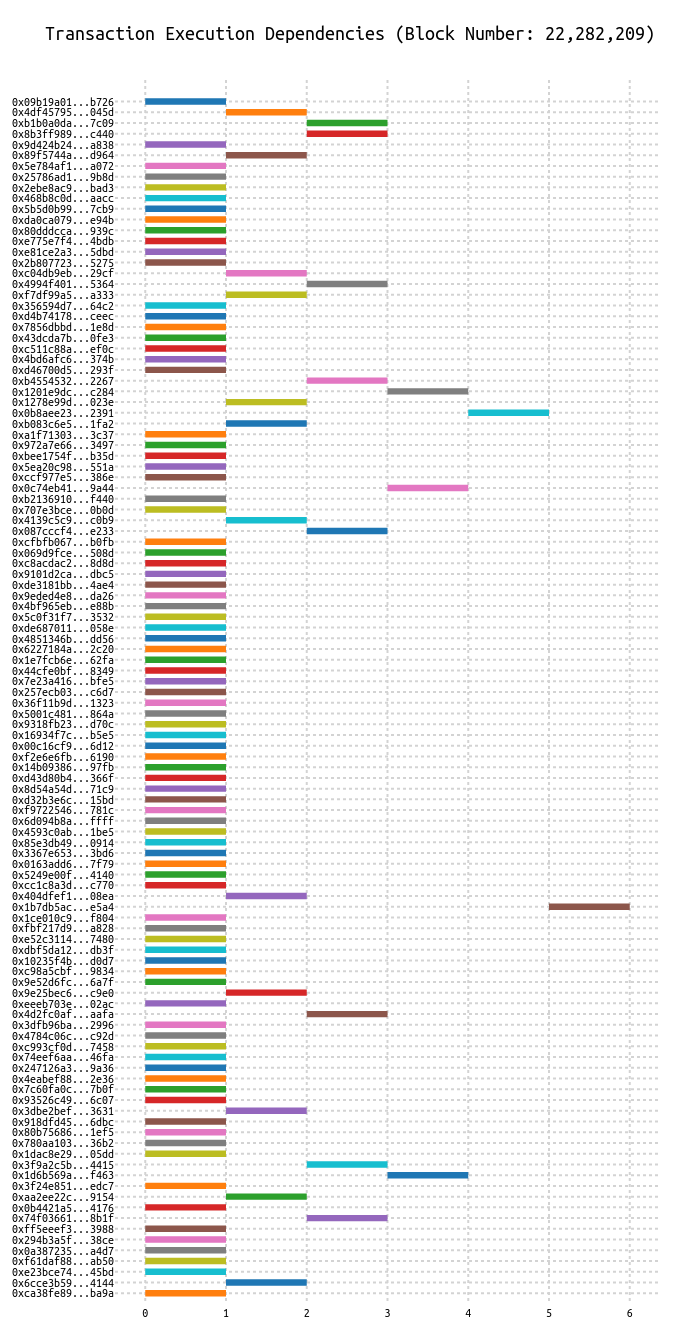 Transaction Execution Dependencies (Block Number: 22,282,209)
0x09b19a01...b726
0x4df45795...045d
0xb1b0a0da...7c09
0x8b3ff989...c440
0x9d424b24...a838
0x89f5744a...d964
0x5e784af1...a072
0x25786ad1...9b8d
0x2ebe8ac9...bad3
0x468b8c0d...aacc
0x5b5d0b99...7cb9
0xda0ca079...e94b
0x80dddcca...939c
0xe775e7f4...4bdb
0xe81ce2a3...5dbd
0x2b807723...5275
0xc04db9eb...29cf
0x4994f401...5364
0xf7df99a5...a333
0x356594d7...64c2
0xd4b74178...ceec
0x7856dbbd...1e8d
0x43dcda7b...0fe3
0xc511c88a...ef0c
0x4bd6afc6...374b
0xd46700d5...293f
0xb4554532...2267
0x1201e9dc...c284
0x1278e99d...023e
0x0b8aee23...2391
0xb083c6e5...1fa2
0xa1f71303...3c37
0x972a7e66...3497
0xbee1754f...b35d
0x5ea20c98...551a
0xccf977e5...386e
0x0c74eb41...9a44
0xb2136910...f440
0x707e3bce...0b0d
0x4139c5c9...c0b9
0x087cccf4...e233
0xcfbfb067...b0fb
0x069d9fce...508d
0xc8acdac2...8d8d
0x9101d2ca...dbc5
0xde3181bb...4ae4
0x9eded4e8...da26
0x4bf965eb...e88b
0x5c0f31f7...3532
0xde687011...058e
0x4851346b...dd56
0x6227184a...2c20
0x1e7fcb6e...62fa
0x44cfe0bf...8349
0x7e23a416...bfe5
0x257ecb03...c6d7
0x36f11b9d...1323
0x5001c481...864a
0x9318fb23...d70c
0x16934f7c...b5e5
0x00c16cf9...6d12
0xf2e6e6fb...6190
0x14b09386...97fb
0xd43d80b4...366f
0x8d54a54d...71c9
0xd32b3e6c...15bd
0xf9722546...781c
0x6d094b8a...ffff
0x4593c0ab...1be5
0x85e3db49...0914
0x3367e653...3bd6
0x0163add6...7f79
0x5249e00f...4140
0xcc1c8a3d...c770
0x404dfef1...08ea
0x1b7db5ac...e5a4
0x1ce010c9...f804
0xfbf217d9...a828
0xe52c3114...7480
0xdbf5da12...db3f
0x10235f4b...d0d7
0xc98a5cbf...9834
0x9e52d6fc...6a7f
0x9e25bec6...c9e0
0xeeeb703e...02ac
0x4d2fc0af...aafa
0x3dfb96ba...2996
0x4784c06c...c92d
0xc993cf0d...7458
0x74eef6aa...46fa
0x247126a3...9a36
0x4eabef88...2e36
0x7c60fa0c...7b0f
0x93526c49...6c07
0x3dbe2bef...3631
0x918dfd45...6dbc
0x80b75686...1ef5
0x780aa103...36b2
0x1dac8e29...05dd
0x3f9a2c5b...4415
0x1d6b569a...f463
0x3f24e851...edc7
0xaa2ee22c...9154
0x0b4421a5...4176
0x74f03661...8b1f
0xff5eeef3...3988
0x294b3a5f...38ce
0x0a387235...a4d7
0xf61daf88...ab50
0xe23bce74...45bd
0x6cce3b59...4144
0xca38fe89...ba9a
0 1 2 3 4 5 6